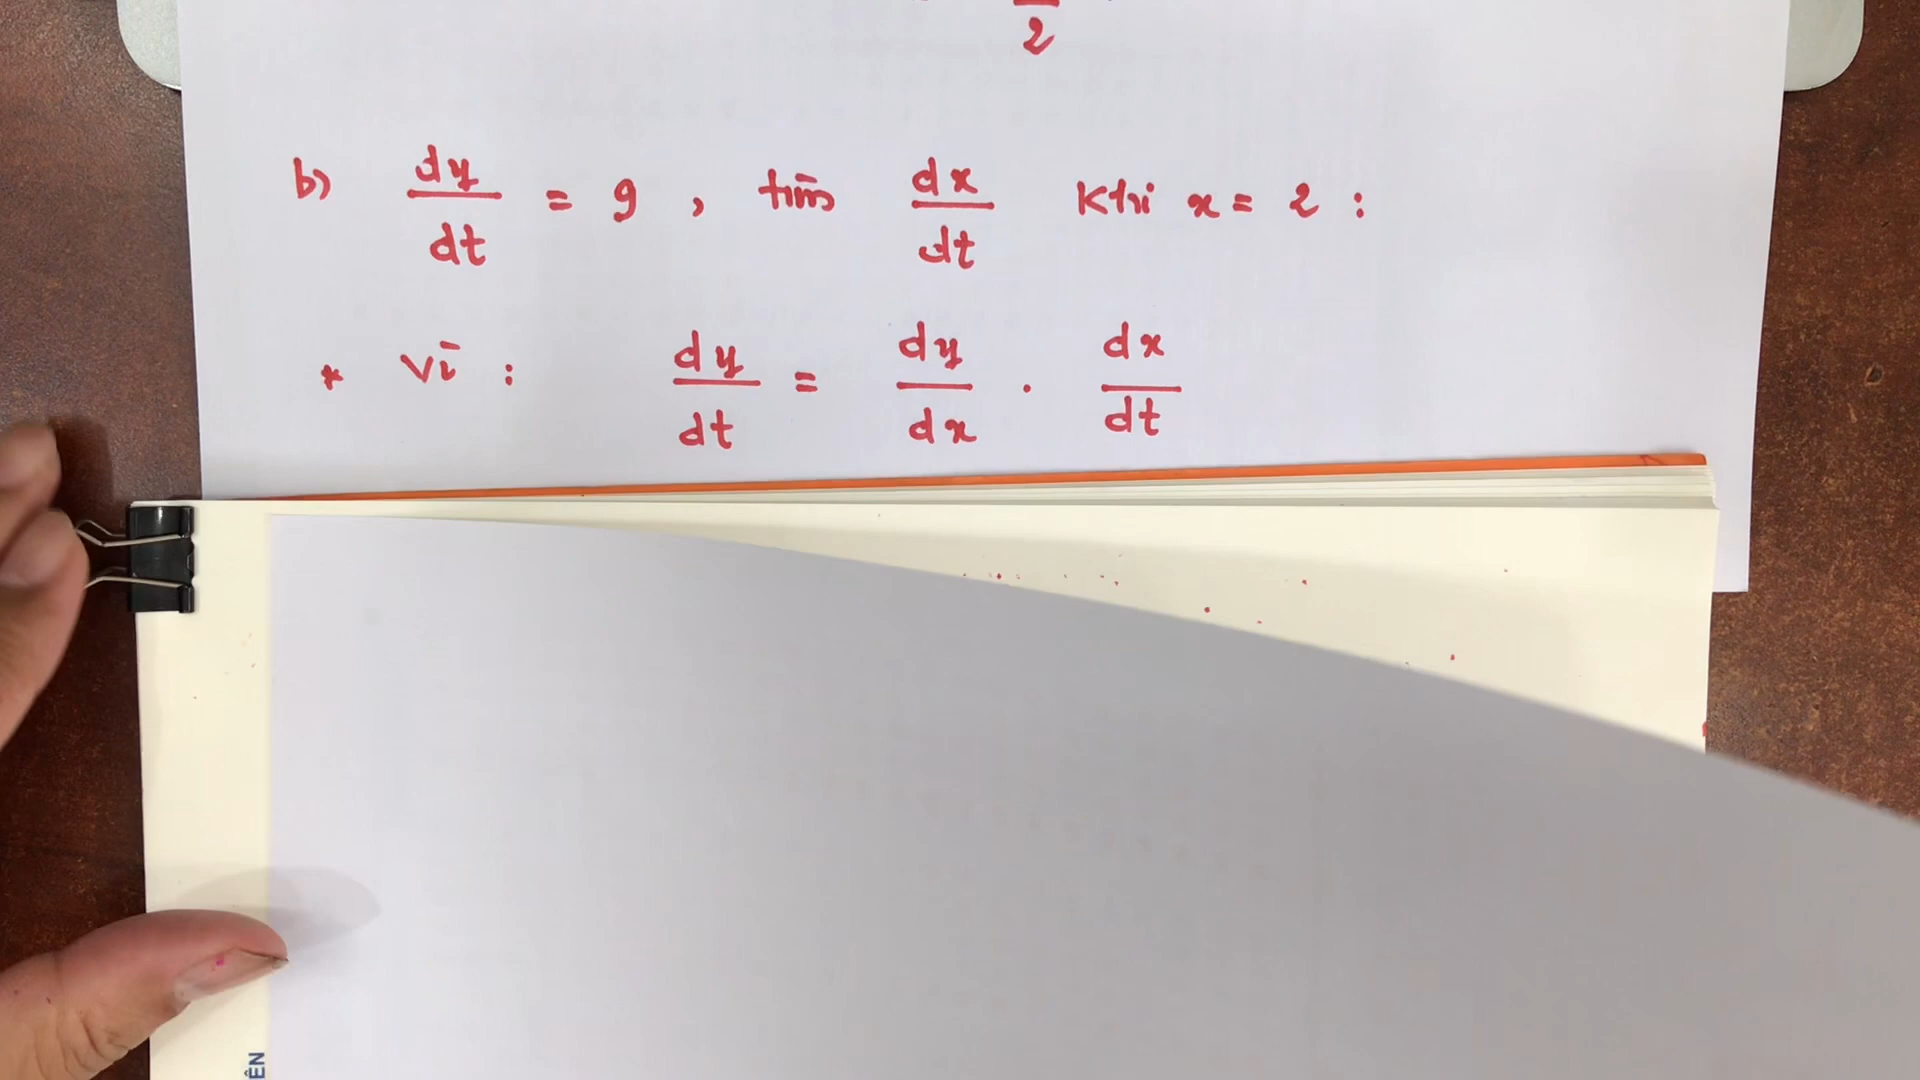 2
b) dy/dt = 9 , tìm dx/dt Khi x = 2 :
* Vì : dy/dt = dy/dx . dx/dt
ÊN